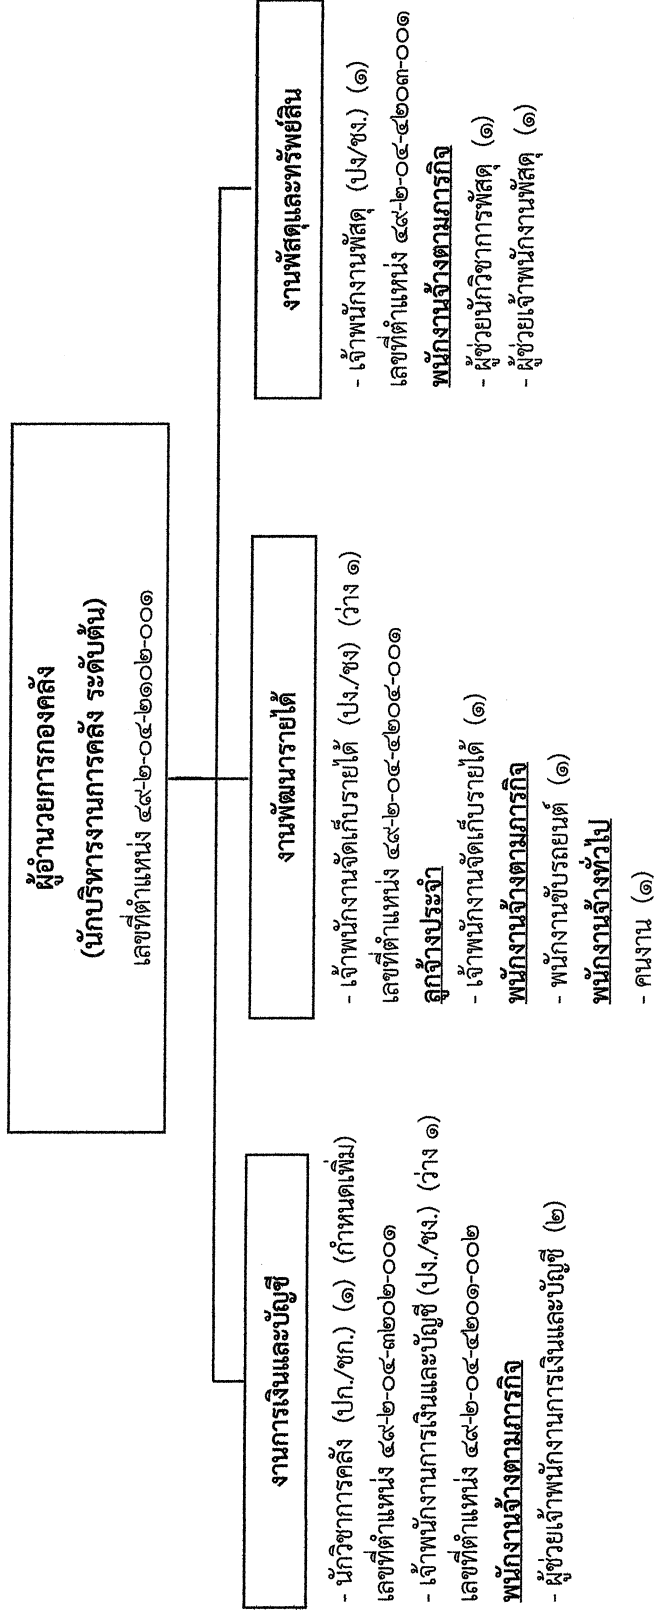 ผู้อำนวยการกองคลัง
(นักบริหารงานการคลัง ระดับต้น)
เลขที่ตำแหน่ง ๔๙-๒-๐๔-๒๑๐๒-๐๐๑
งานการเงินและบัญชี
- นักวิชาการคลัง (ปก./ชก.) (๑) (กำหนดเพิ่ม)
เลขที่ตำแหน่ง ๔๙-๒-๐๔-๓๒๐๒-๐๐๑
- เจ้าพนักงานการเงินและบัญชี (ปง./ชง.) (ว่าง ๑)
เลขที่ตำแหน่ง ๔๙-๒-๐๔-๔๒๐๑-๐๐๒
พนักงานจ้างตามภารกิจ
- ผู้ช่วยเจ้าพนักงานการเงินและบัญชี (๒)
งานพัฒนารายได้
- เจ้าพนักงานจัดเก็บรายได้ (ปง./ชง) (ว่าง ๑)
เลขที่ตำแหน่ง ๔๙-๒-๐๔-๔๒๐๔-๐๐๑
ลูกจ้างประจำ
- เจ้าพนักงานจัดเก็บรายได้ (๑)
พนักงานจ้างตามภารกิจ
- พนักงานขับรถยนต์ (๑)
พนักงานจ้างทั่วไป
- คนงาน (๑)
งานพัสดุและทรัพย์สิน
- เจ้าพนักงานพัสดุ (ปง/ชง.) (๑)
เลขที่ตำแหน่ง ๔๙-๒-๐๔-๔๒๐๓-๐๐๑
พนักงานจ้างตามภารกิจ
- ผู้ช่วยนักวิชาการพัสดุ (๑)
- ผู้ช่วยเจ้าพนักงานพัสดุ (๑)